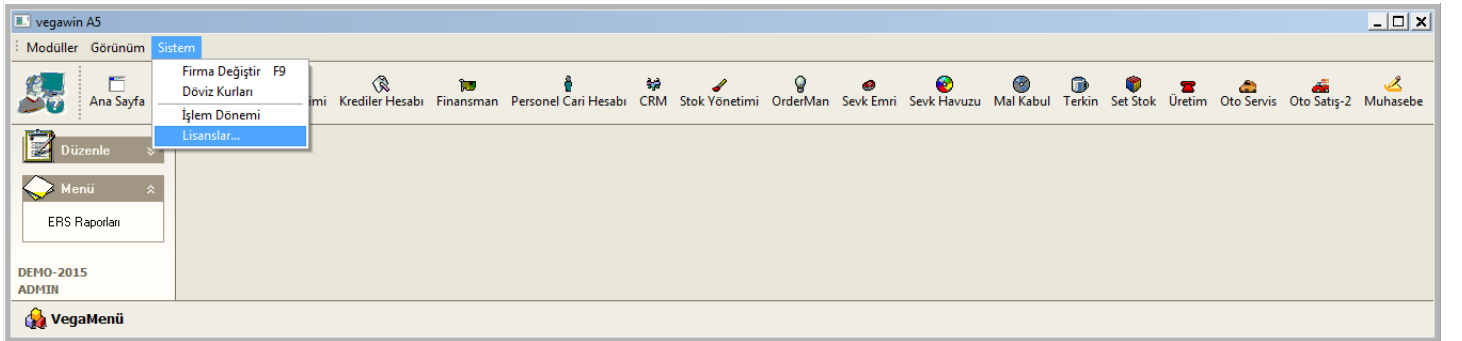 vegawin A5
Modüller Görünüm Sistem
Firma Değiştir F9
Döviz Kurları
İşlem Dönemi
Lisanslar...
Ana Sayfa
Krediler Hesabı Finansman Personel Cari Hesabı CRM Stok Yönetimi OrderMan Sevk Emri Sevk Havuzu Mal Kabul Terkin Set Stok Üretim Oto Servis Oto Satış-2 Muhasebe
Düzenle
Menü
ERS Raporları
DEMO-2015
ADMIN
VegaMenü